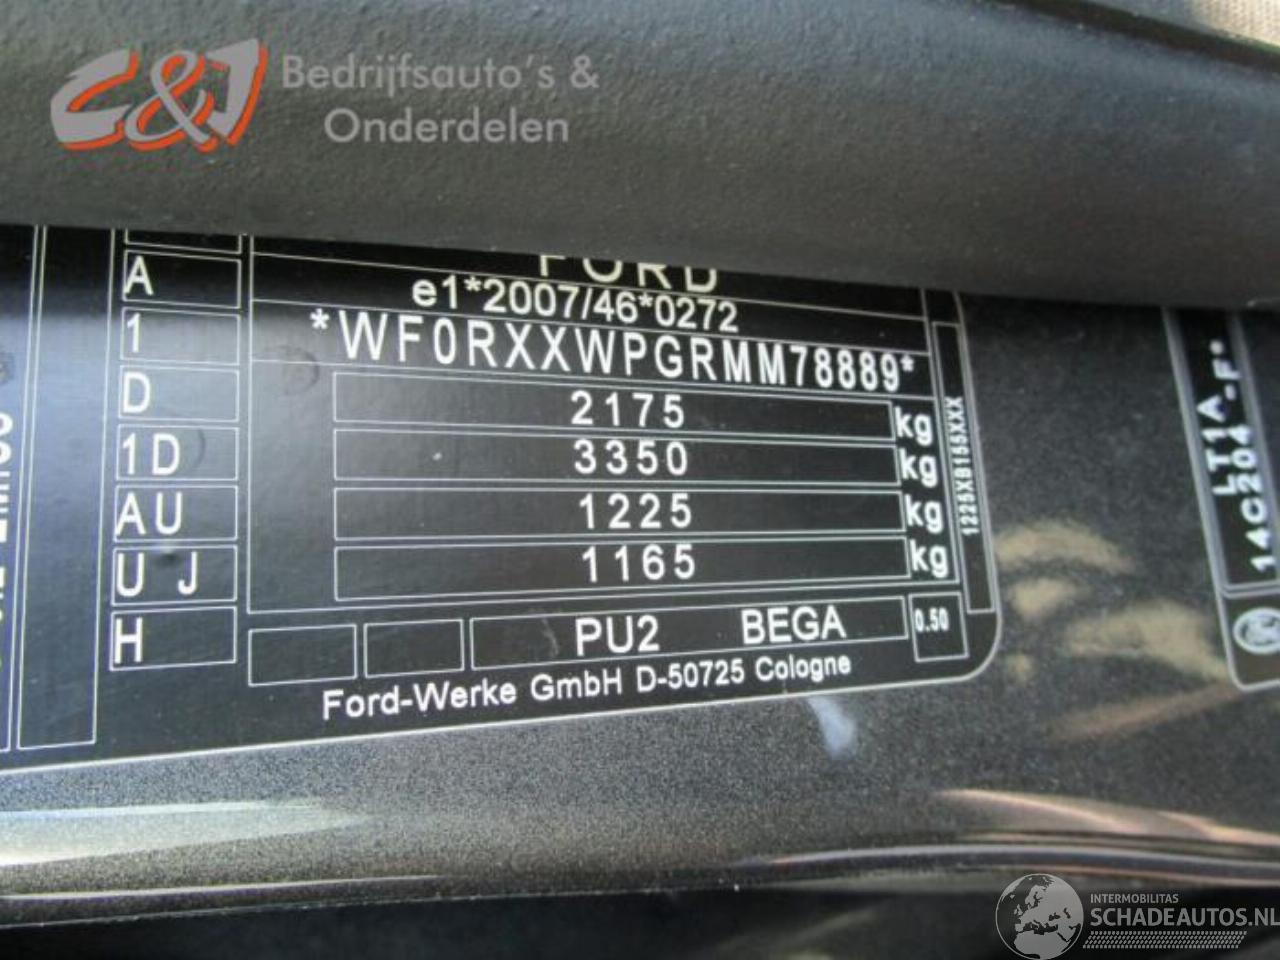 C&J Bedrijfsauto's &
Onderdelen
FORD
A
e1*2007/46*0272
1
*WF0RXXWPGRMM78889*
D
2175 kg
1D
3350 kg
AU
1225 kg
UJ
1165 kg
H
PU2 BEGA
0.50
1225XB155XXX
Ford-Werke GmbH D-50725 Cologne
LT1A
14C204 -F*
INTERMOBILITAS
SCHADEAUTOS.NL